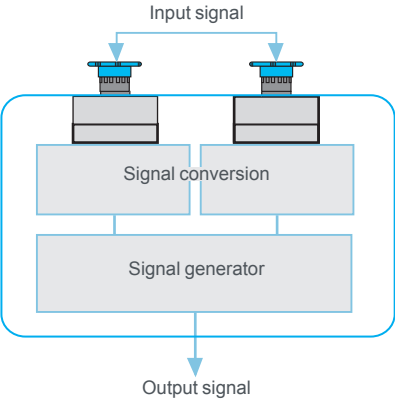 Input signal
Signal conversion
Signal generator
Output signal